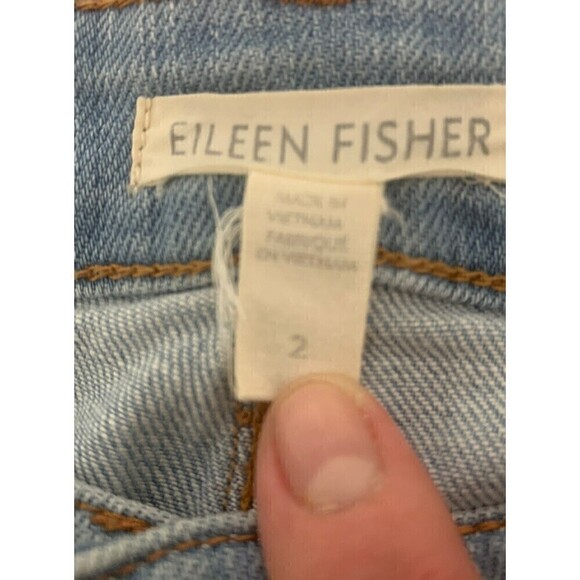 EILEEN FISHER
MADE IN
VIETNAM
FABRIQUÉ
EN VIETNAM
2